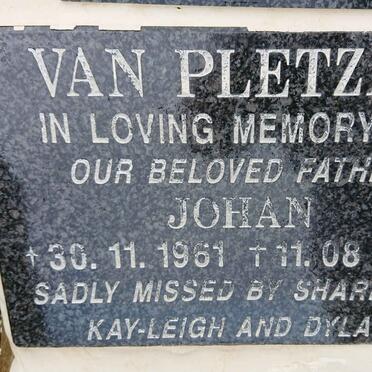 VAN PLETZ
IN LOVING MEMORY
OUR BELOVED FATH
JOHAN
* 30. 11. 1961 † 11. 08
SADLY MISSED BY SHAR
KAY-LEIGH AND DYLA